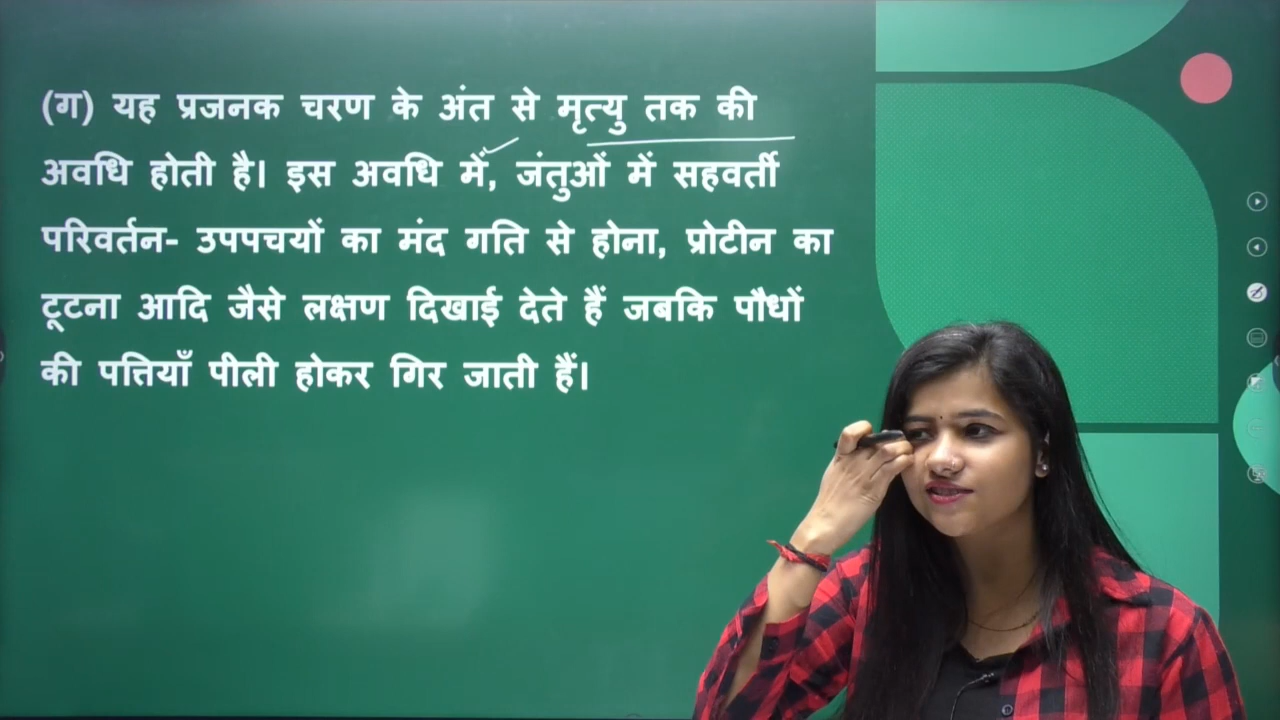 (ग) यह प्रजनक चरण के अंत से मृत्यु तक की
अवधि होती है। इस अवधि में, जंतुओं में सहवर्ती
परिवर्तन- उपपचयों का मंद गति से होना, प्रोटीन का
टूटना आदि जैसे लक्षण दिखाई देते हैं जबकि पौधों
की पत्तियाँ पीली होकर गिर जाती हैं।